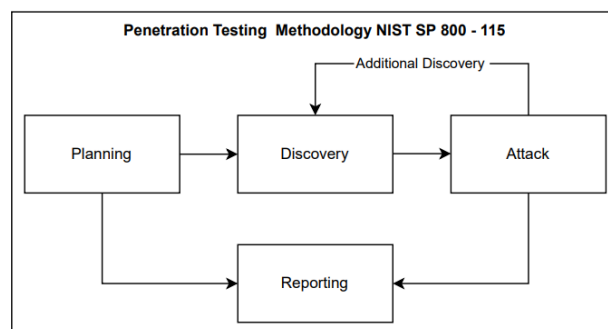 Penetration Testing Methodology NIST SP 800 - 115
Additional Discovery
Planning
Discovery
Attack
Reporting